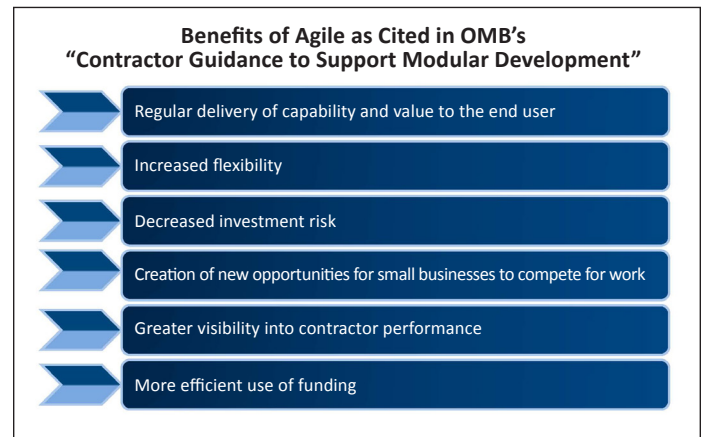 Benefits of Agile as Cited in OMB’s
“Contractor Guidance to Support Modular Development”
Regular delivery of capability and value to the end user
Increased flexibility
Decreased investment risk
Creation of new opportunities for small businesses to compete for work
Greater visibility into contractor performance
More efficient use of funding